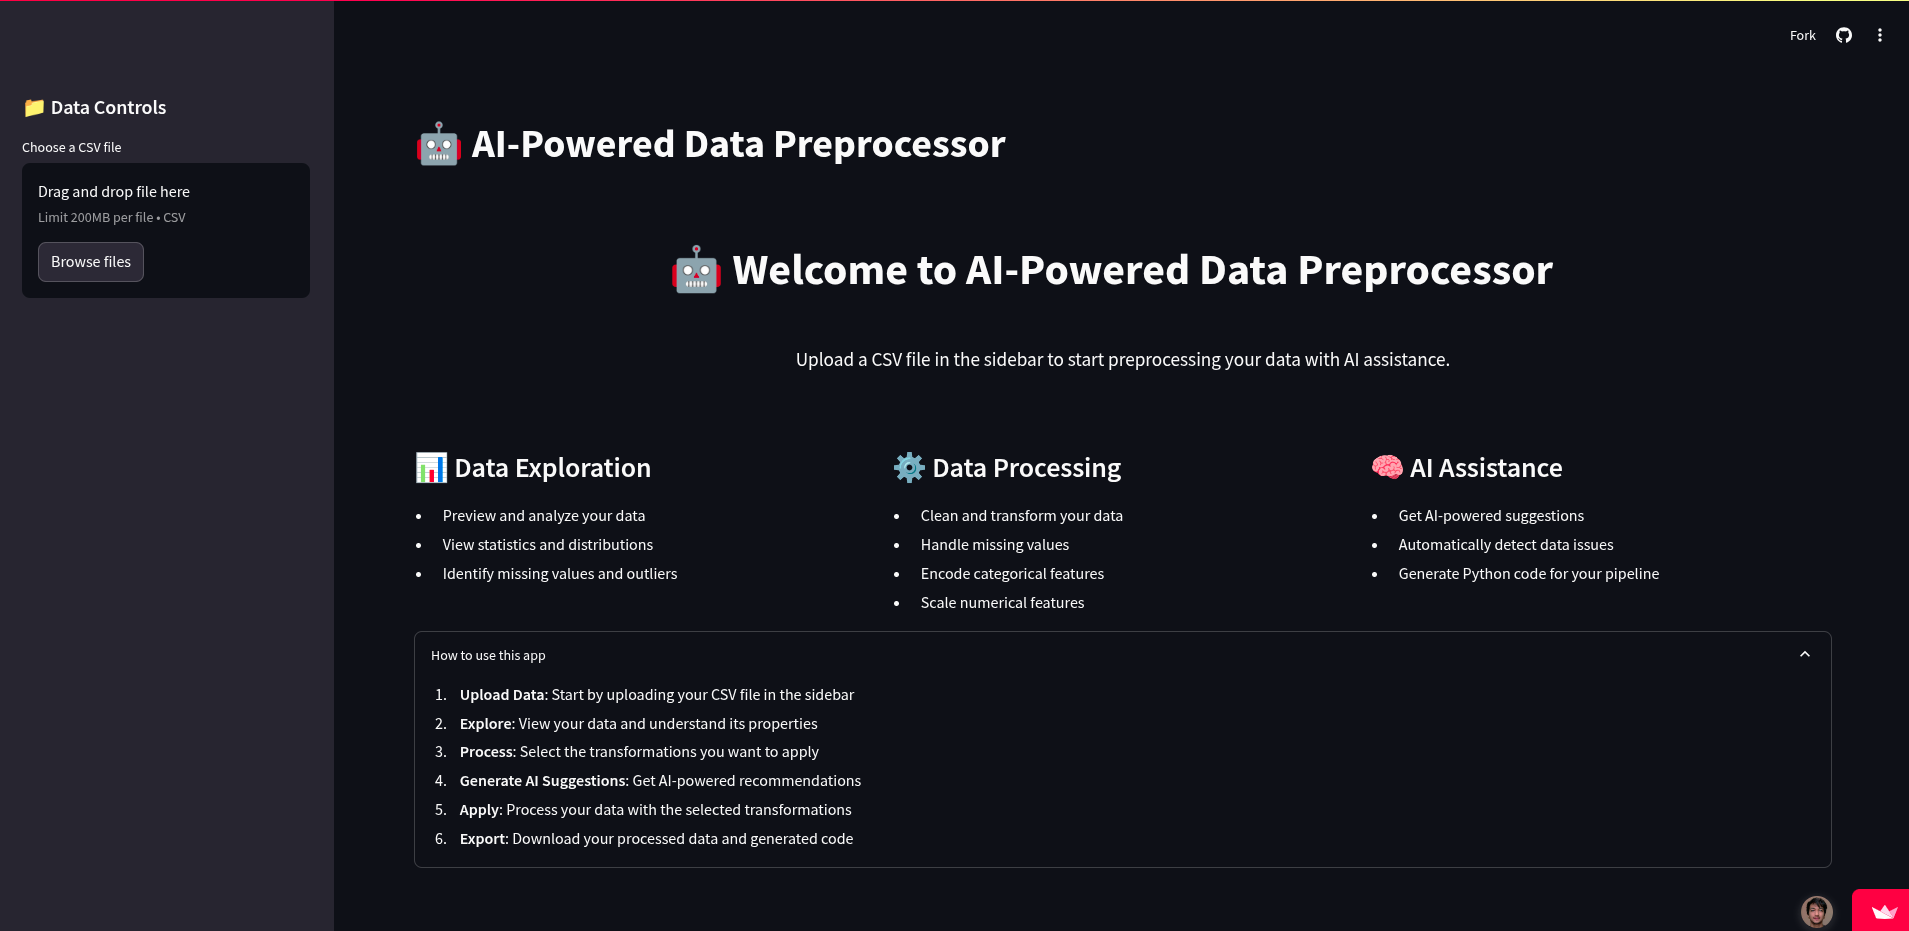 Fork
📁 Data Controls
Choose a CSV file
Drag and drop file here
Limit 200MB per file • CSV
Browse files
🤖 AI-Powered Data Preprocessor
🤖 Welcome to AI-Powered Data Preprocessor
Upload a CSV file in the sidebar to start preprocessing your data with AI assistance.
📊 Data Exploration
• Preview and analyze your data
• View statistics and distributions
• Identify missing values and outliers
⚙️ Data Processing
• Clean and transform your data
• Handle missing values
• Encode categorical features
• Scale numerical features
🧠 AI Assistance
• Get AI-powered suggestions
• Automatically detect data issues
• Generate Python code for your pipeline
How to use this app
1. Upload Data: Start by uploading your CSV file in the sidebar
2. Explore: View your data and understand its properties
3. Process: Select the transformations you want to apply
4. Generate AI Suggestions: Get AI-powered recommendations
5. Apply: Process your data with the selected transformations
6. Export: Download your processed data and generated code